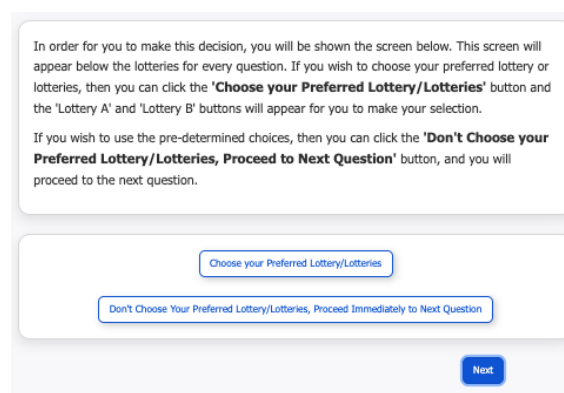 In order for you to make this decision, you will be shown the screen below. This screen will
appear below the lotteries for every question. If you wish to choose your preferred lottery or
lotteries, then you can click the 'Choose your Preferred Lottery/Lotteries' button and
the 'Lottery A' and 'Lottery B' buttons will appear for you to make your selection.
If you wish to use the pre-determined choices, then you can click the 'Don't Choose your
Preferred Lottery/Lotteries, Proceed to Next Question' button, and you will
proceed to the next question.
Choose your Preferred Lottery/Lotteries
Don't Choose Your Preferred Lottery/Lotteries, Proceed Immediately to Next Question
Next